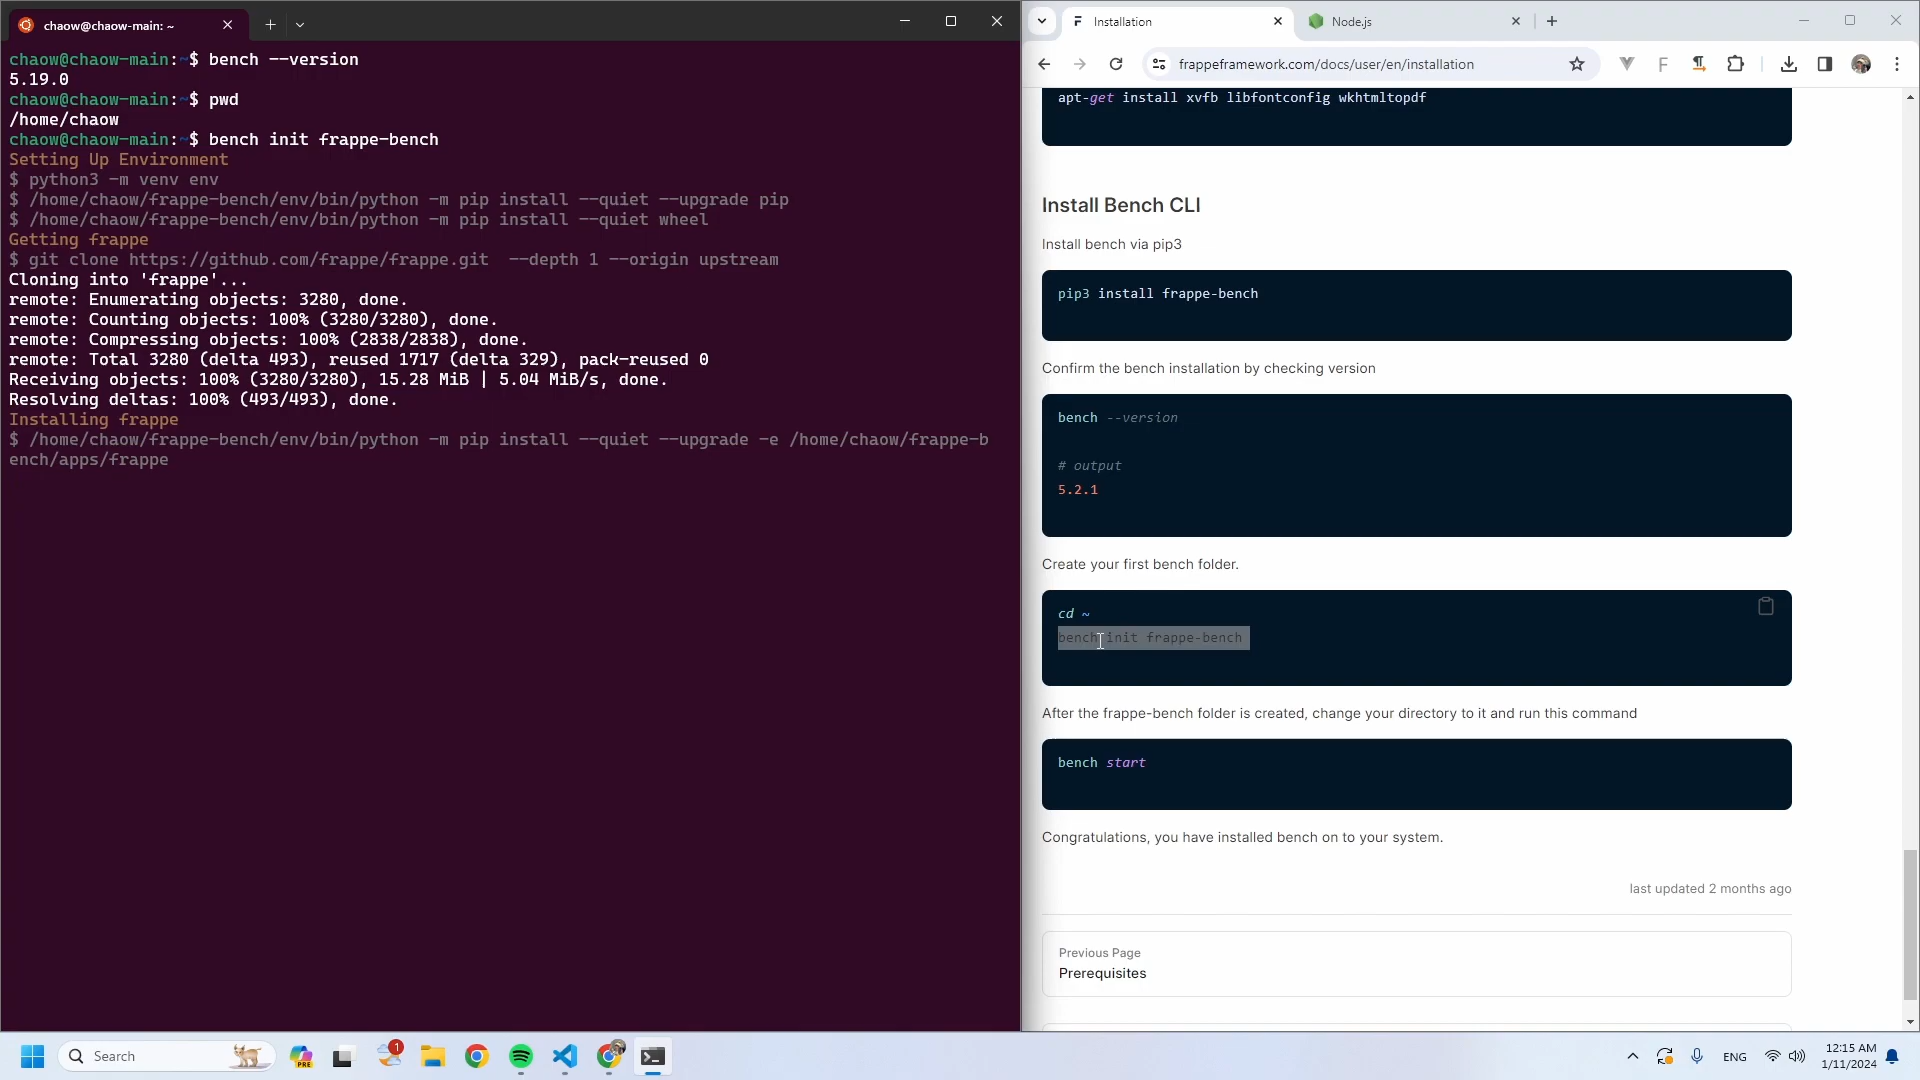 chaow@chaow-main: ~
chaow@chaow-main:~$ bench --version
5.19.0
chaow@chaow-main:~$ pwd
/home/chaow
chaow@chaow-main:~$ bench init frappe-bench
Setting Up Environment
$ python3 -m venv env
$ /home/chaow/frappe-bench/env/bin/python -m pip install --quiet --upgrade pip
$ /home/chaow/frappe-bench/env/bin/python -m pip install --quiet wheel
Getting frappe
$ git clone https://github.com/frappe/frappe.git  --depth 1 --origin upstream
Cloning into 'frappe'...
remote: Enumerating objects: 3280, done.
remote: Counting objects: 100% (3280/3280), done.
remote: Compressing objects: 100% (2838/2838), done.
remote: Total 3280 (delta 493), reused 1717 (delta 329), pack-reused 0
Receiving objects: 100% (3280/3280), 15.28 MiB | 5.04 MiB/s, done.
Resolving deltas: 100% (493/493), done.
Installing frappe
$ /home/chaow/frappe-bench/env/bin/python -m pip install --quiet --upgrade -e /home/chaow/frappe-b
ench/apps/frappe
Installation
Node.js
frappeframework.com/docs/user/en/installation
apt-get install xvfb libfontconfig wkhtmltopdf
Install Bench CLI
Install bench via pip3
pip3 install frappe-bench
Confirm the bench installation by checking version
bench --version
# output
5.2.1
Create your first bench folder.
cd ~
bench init frappe-bench
After the frappe-bench folder is created, change your directory to it and run this command
bench start
Congratulations, you have installed bench on to your system.
last updated 2 months ago
Previous Page
Prerequisites
Search
PRE
1
ENG
12:15 AM
1/11/2024